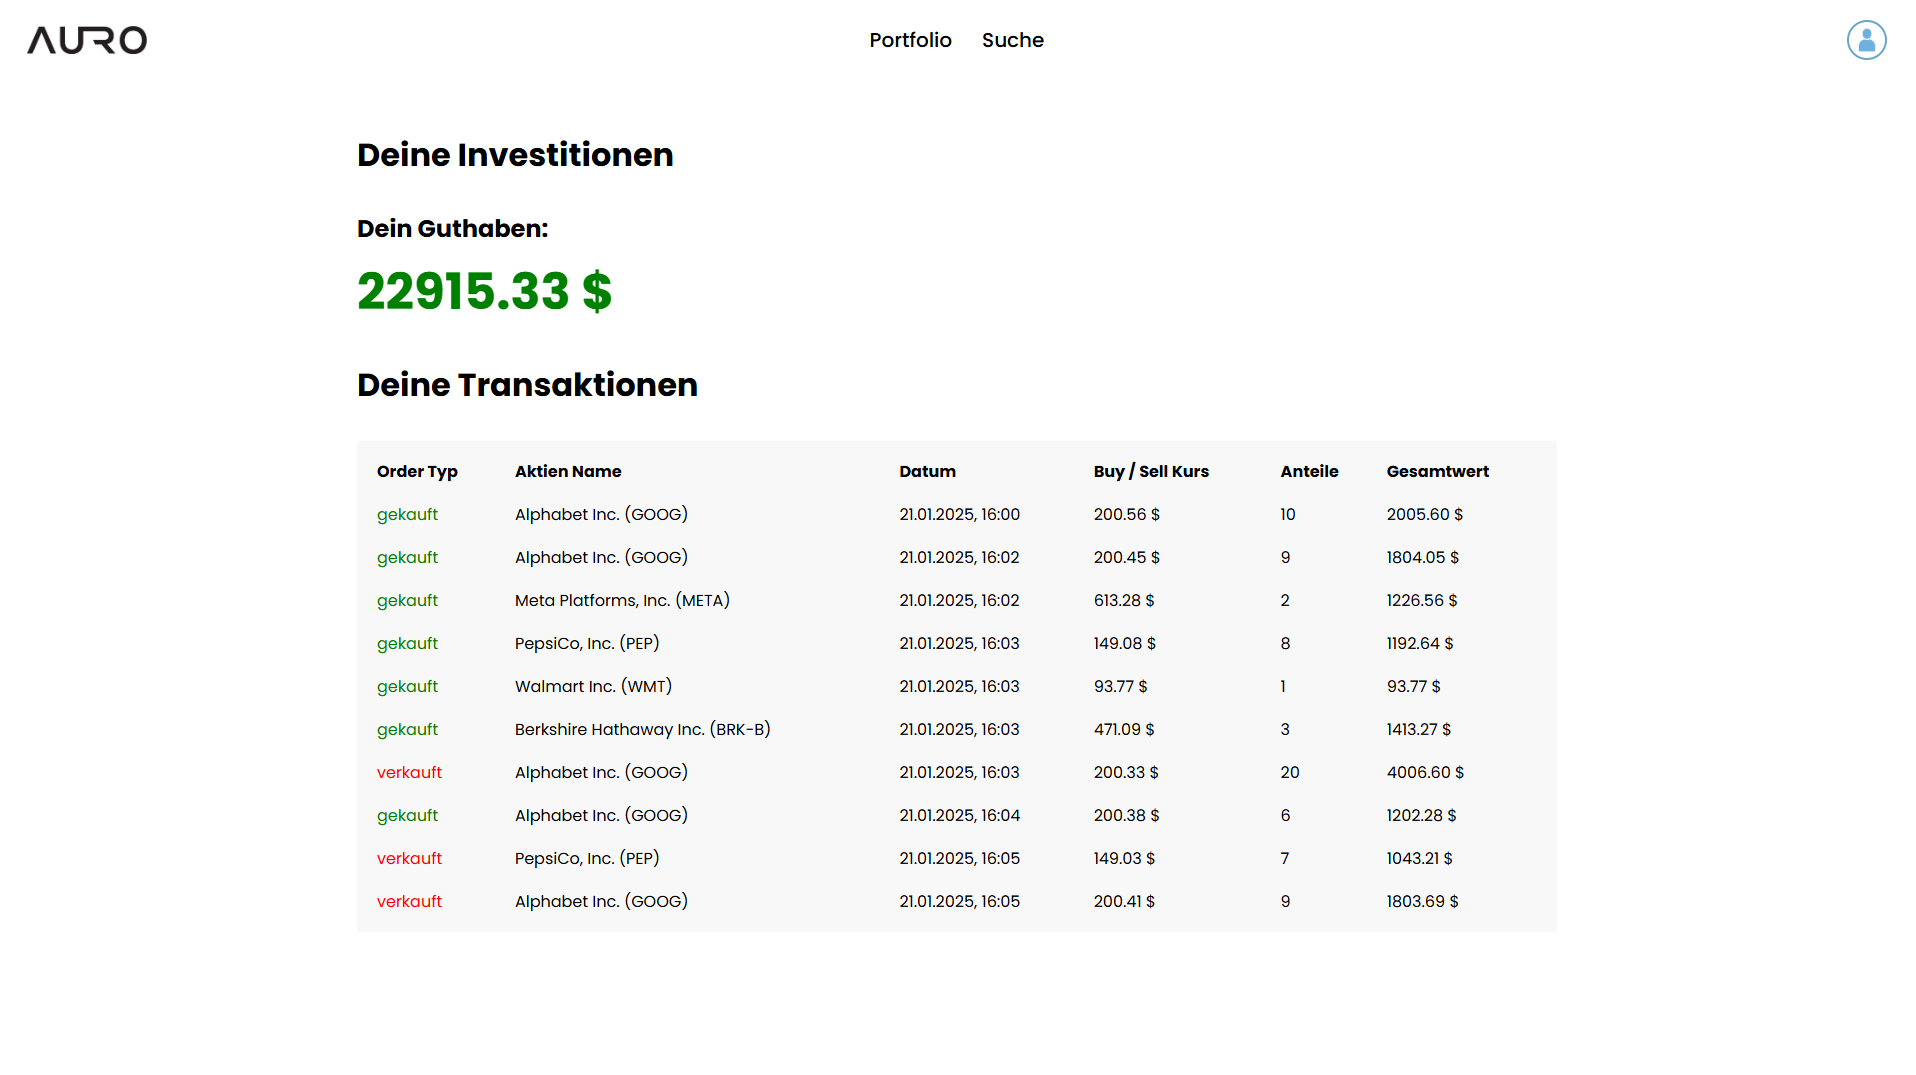 AURO Portfolio Suche
Deine Investitionen
Dein Guthaben:
22915.33 $
Deine Transaktionen
Order Typ Aktien Name Datum Buy / Sell Kurs Anteile Gesamtwert
gekauft Alphabet Inc. (GOOG) 21.01.2025, 16:00 200.56 $ 10 2005.60 $
gekauft Alphabet Inc. (GOOG) 21.01.2025, 16:02 200.45 $ 9 1804.05 $
gekauft Meta Platforms, Inc. (META) 21.01.2025, 16:02 613.28 $ 2 1226.56 $
gekauft PepsiCo, Inc. (PEP) 21.01.2025, 16:03 149.08 $ 8 1192.64 $
gekauft Walmart Inc. (WMT) 21.01.2025, 16:03 93.77 $ 1 93.77 $
gekauft Berkshire Hathaway Inc. (BRK-B) 21.01.2025, 16:03 471.09 $ 3 1413.27 $
verkauft Alphabet Inc. (GOOG) 21.01.2025, 16:03 200.33 $ 20 4006.60 $
gekauft Alphabet Inc. (GOOG) 21.01.2025, 16:04 200.38 $ 6 1202.28 $
verkauft PepsiCo, Inc. (PEP) 21.01.2025, 16:05 149.03 $ 7 1043.21 $
verkauft Alphabet Inc. (GOOG) 21.01.2025, 16:05 200.41 $ 9 1803.69 $